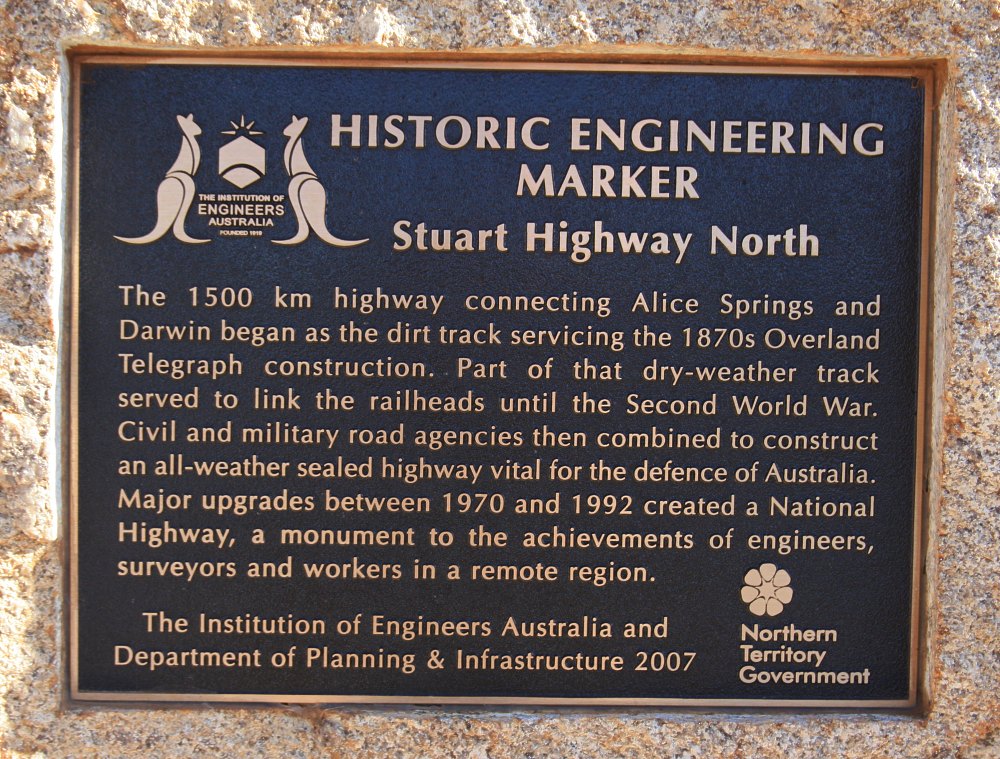 HISTORIC ENGINEERING
MARKER
THE INSTITUTION OF
ENGINEERS
AUSTRALIA
FOUNDED 1919
Stuart Highway North
The 1500 km highway connecting Alice Springs and
Darwin began as the dirt track servicing the 1870s Overland
Telegraph construction. Part of that dry-weather track
served to link the railheads until the Second World War.
Civil and military road agencies then combined to construct
an all-weather sealed highway vital for the defence of Australia.
Major upgrades between 1970 and 1992 created a National
Highway, a monument to the achievements of engineers,
surveyors and workers in a remote region.
The Institution of Engineers Australia and
Department of Planning & Infrastructure 2007
Northern
Territory
Government